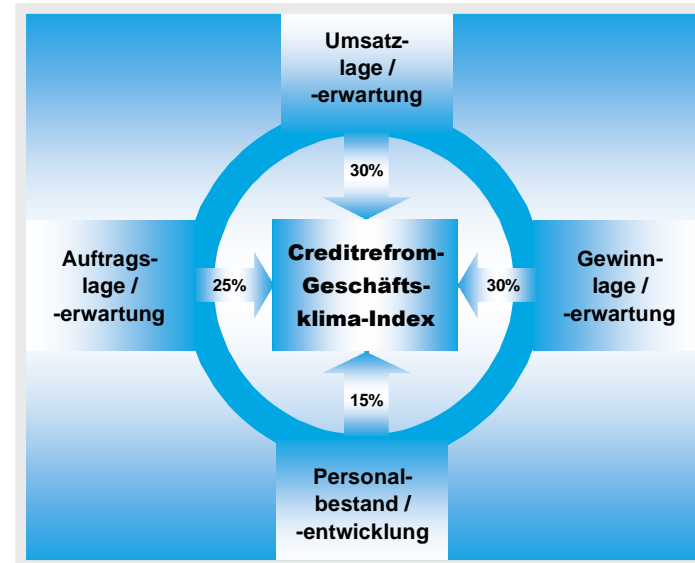 Umsatz-
lage /
-erwartung
30%
Auftrags-
lage /
-erwartung
25%
Creditrefrom-
Geschäfts-
klima-Index
30%
Gewinn-
lage /
-erwartung
15%
Personal-
bestand /
-entwicklung